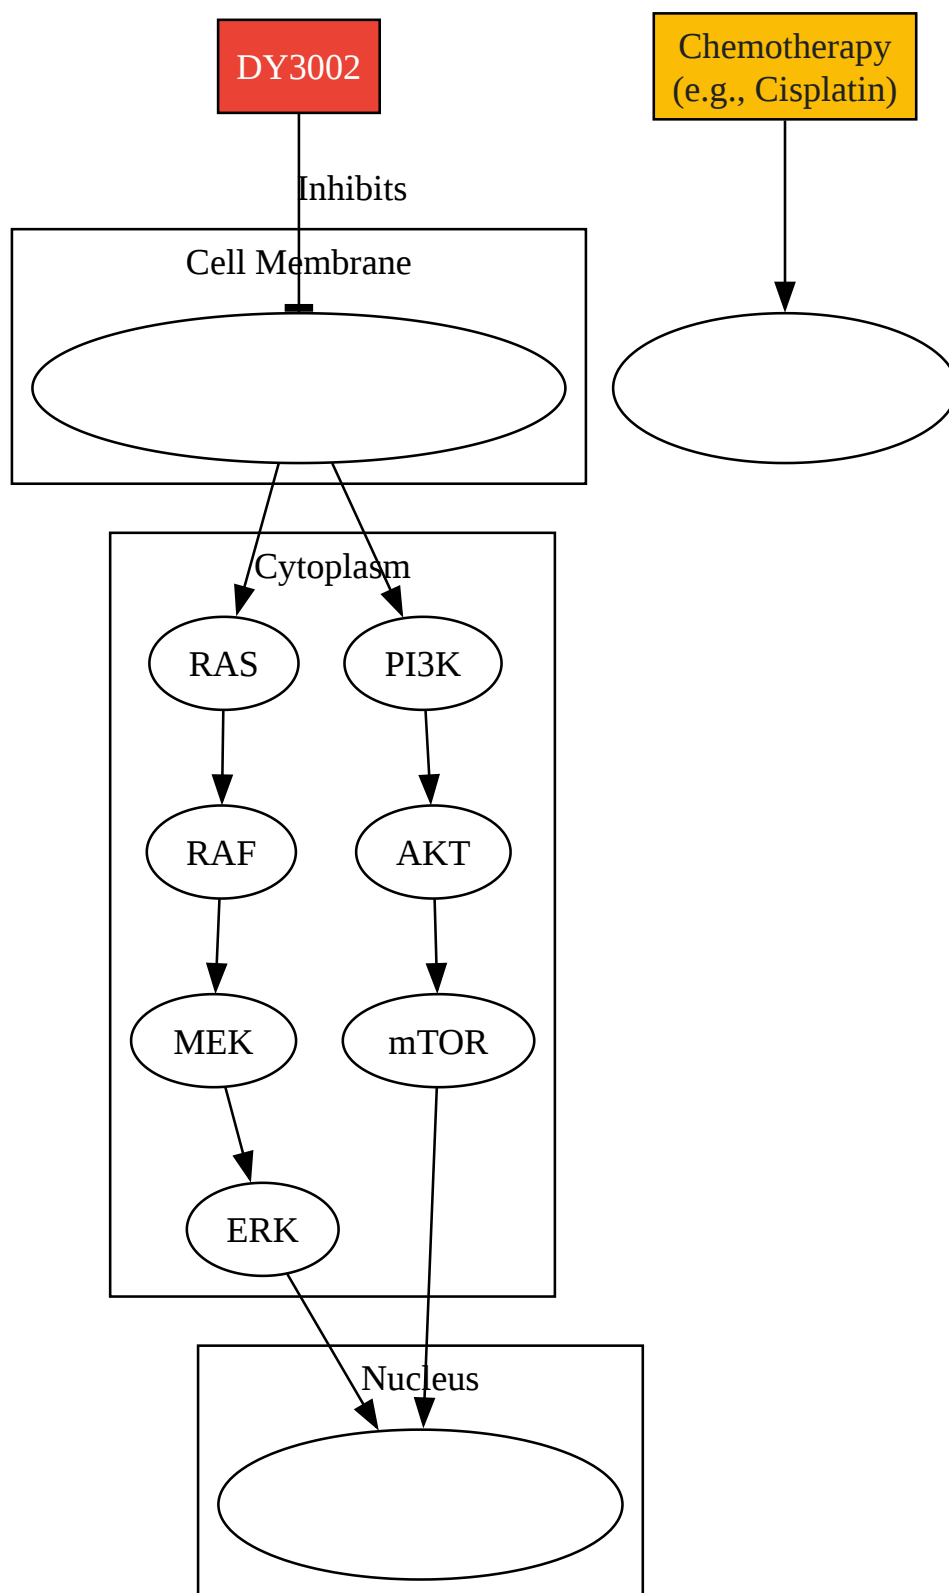 DY3002
Chemotherapy
(e.g., Cisplatin)
Inhibits
Cell Membrane
Cytoplasm
RAS
PI3K
RAF
AKT
MEK
mTOR
ERK
Nucleus